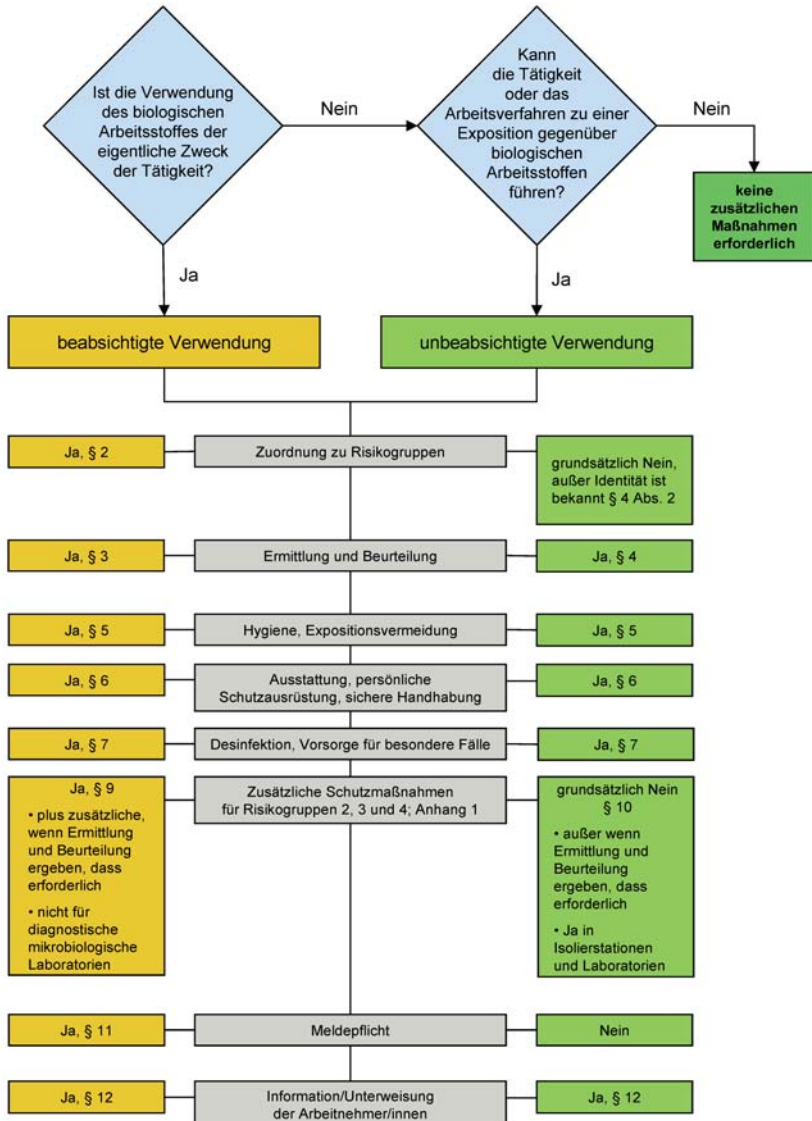 Ist die Verwendung
des biologischen
Arbeitsstoffes der
eigentliche Zweck
der Tätigkeit?
Nein
Kann
die Tätigkeit
oder das
Arbeitsverfahren zu einer
Exposition gegenüber
biologischen
Arbeitsstoffen
führen?
Nein
keine
zusätzlichen
Maßnahmen
erforderlich
Ja
Ja
beabsichtigte Verwendung
unbeabsichtigte Verwendung
Ja, § 2
Zuordnung zu Risikogruppen
grundsätzlich Nein,
außer Identität ist
bekannt § 4 Abs. 2
Ja, § 3
Ermittlung und Beurteilung
Ja, § 4
Ja, § 5
Hygiene, Expositionsvermeidung
Ja, § 5
Ja, § 6
Ausstattung, persönliche
Schutzausrüstung, sichere Handhabung
Ja, § 6
Ja, § 7
Desinfektion, Vorsorge für besondere Fälle
Ja, § 7
Ja, § 9
• plus zusätzliche,
wenn Ermittlung
und Beurteilung
ergeben, dass
erforderlich
• nicht für
diagnostische
mikrobiologische
Laboratorien
Zusätzliche Schutzmaßnahmen
für Risikogruppen 2, 3 und 4; Anhang 1
grundsätzlich Nein
§ 10
• außer wenn
Ermittlung und
Beurteilung
ergeben, dass
erforderlich
• Ja in
Isolierstationen
und Laboratorien
Ja, § 11
Meldepflicht
Nein
Ja, § 12
Information/Unterweisung
der Arbeitnehmer/innen
Ja, § 12